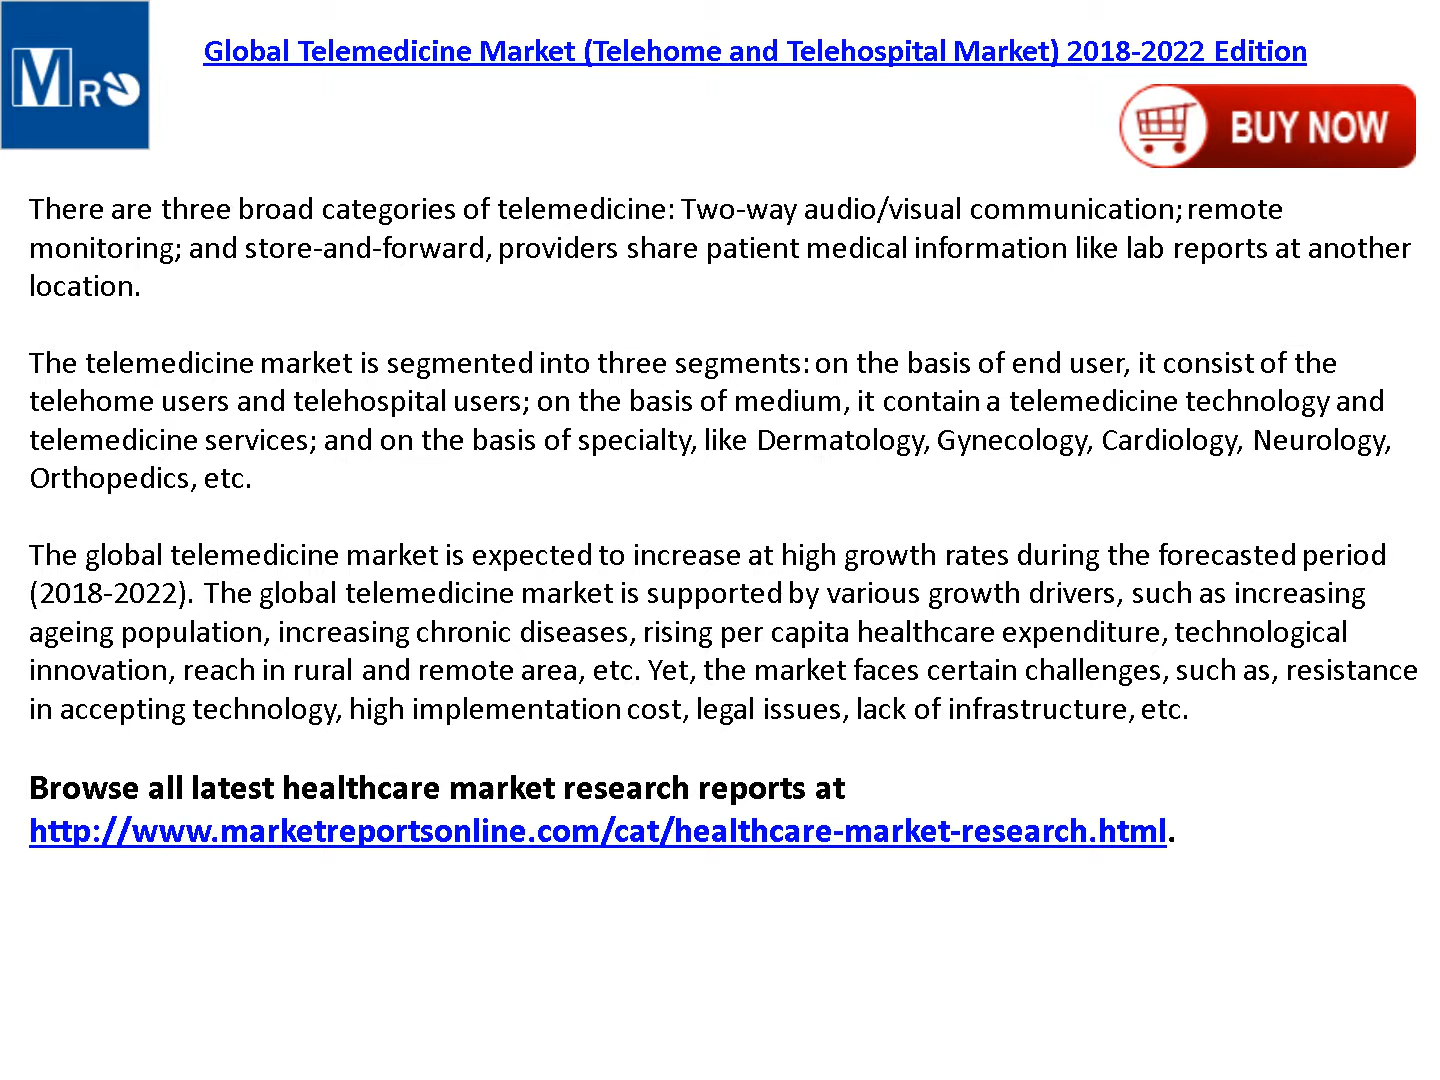 MRO
Global Telemedicine Market (Telehome and Telehospital Market) 2018-2022 Edition
BUY NOW
There are three broad categories of telemedicine: Two-way audio/visual communication; remote
monitoring; and store-and-forward, providers share patient medical information like lab reports at another
location.
The telemedicine market is segmented into three segments: on the basis of end user, it consist of the
telehome users and telehospital users; on the basis of medium, it contain a telemedicine technology and
telemedicine services; and on the basis of specialty, like Dermatology, Gynecology, Cardiology, Neurology,
Orthopedics, etc.
The global telemedicine market is expected to increase at high growth rates during the forecasted period
(2018-2022). The global telemedicine market is supported by various growth drivers, such as increasing
ageing population, increasing chronic diseases, rising per capita healthcare expenditure, technological
innovation, reach in rural and remote area, etc. Yet, the market faces certain challenges, such as, resistance
in accepting technology, high implementation cost, legal issues, lack of infrastructure, etc.
Browse all latest healthcare market research reports at
http://www.marketreportsonline.com/cat/healthcare-market-research.html.